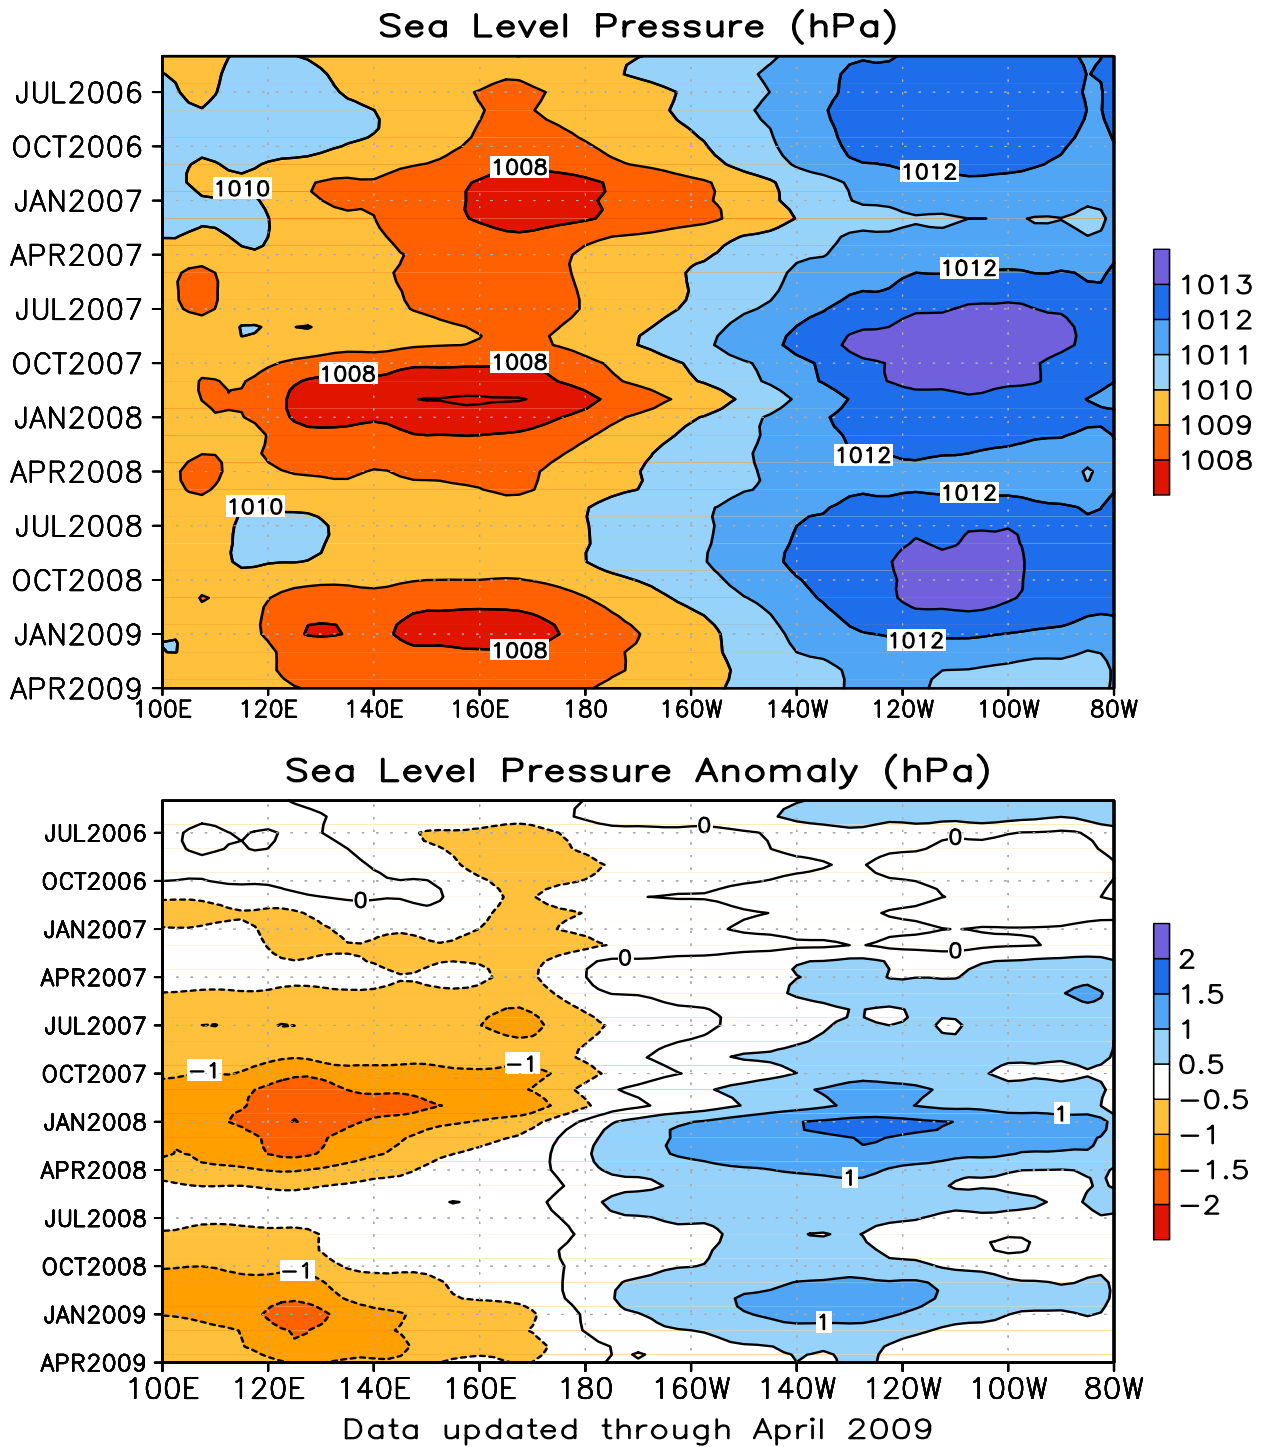 Sea Level Pressure (hPa)
JUL2006
OCT2006
JAN2007
APR2007
JUL2007
OCT2007
JAN2008
APR2008
JUL2008
OCT2008
JAN2009
APR2009
1008
1012
1010
1012
1008
1008
1012
1012
1010
1012
1008
100E 120E 140E 160E 180 160W 140W 120W 100W 80W
1013
1012
1011
1010
1009
1008
Sea Level Pressure Anomaly (hPa)
JUL2006
OCT2006
JAN2007
APR2007
JUL2007
OCT2007
JAN2008
APR2008
JUL2008
OCT2008
JAN2009
APR2009
0
0
0
0
0
−1
−1
1
1
−1
1
100E 120E 140E 160E 180 160W 140W 120W 100W 80W
2
1.5
1
0.5
−0.5
−1
−1.5
−2
Data updated through April 2009